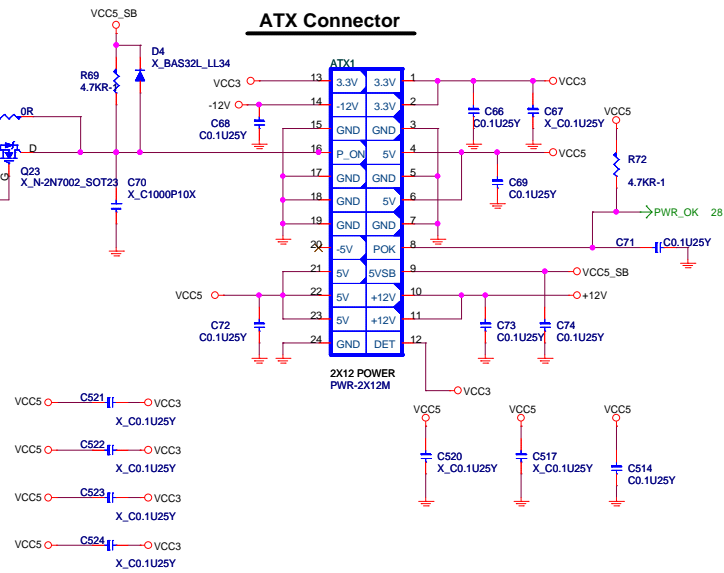 ATX Connector
VCC5_SB
D4
X_BAS32L_LL34
R69
4.7KR-
0R
D
G
Q23
X_N-2N7002_SOT23
C70
X_C1000P10X
VCC3
-12V
C68
C0.1U25Y
ATX1
13 3.3V 3.3V 1
14 -12V 3.3V 2
15 GND GND 3
16 P_ON 5V 4
17 GND GND 5
18 GND 5V 6
19 GND GND 7
20 -5V POK 8
21 5V 5VSB 9
22 5V +12V 10
23 5V +12V 11
24 GND DET 12
2X12 POWER
PWR-2X12M
VCC3
C66
X_C0.1U25Y
C67
X_C0.1U25Y
VCC5
C69
C0.1U25Y
VCC5
R72
4.7KR-1
PWR_OK 28
C71
C0.1U25Y
VCC5_SB
+12V
C73
C0.1U25Y
C74
C0.1U25Y
VCC3
VCC5
C72
C0.1U25Y
VCC5 C521 VCC3
X_C0.1U25Y
VCC5 C522 VCC3
X_C0.1U25Y
VCC5 C523 VCC3
X_C0.1U25Y
VCC5 C524 VCC3
X_C0.1U25Y
VCC5
C520
X_C0.1U25Y
VCC5
C517
X_C0.1U25Y
VCC5
C514
C0.1U25Y